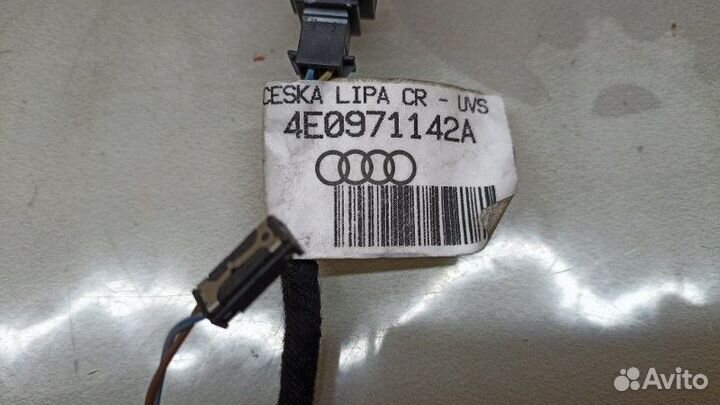 CESKA LIPA CR - UVS
4E0971142A
Avito